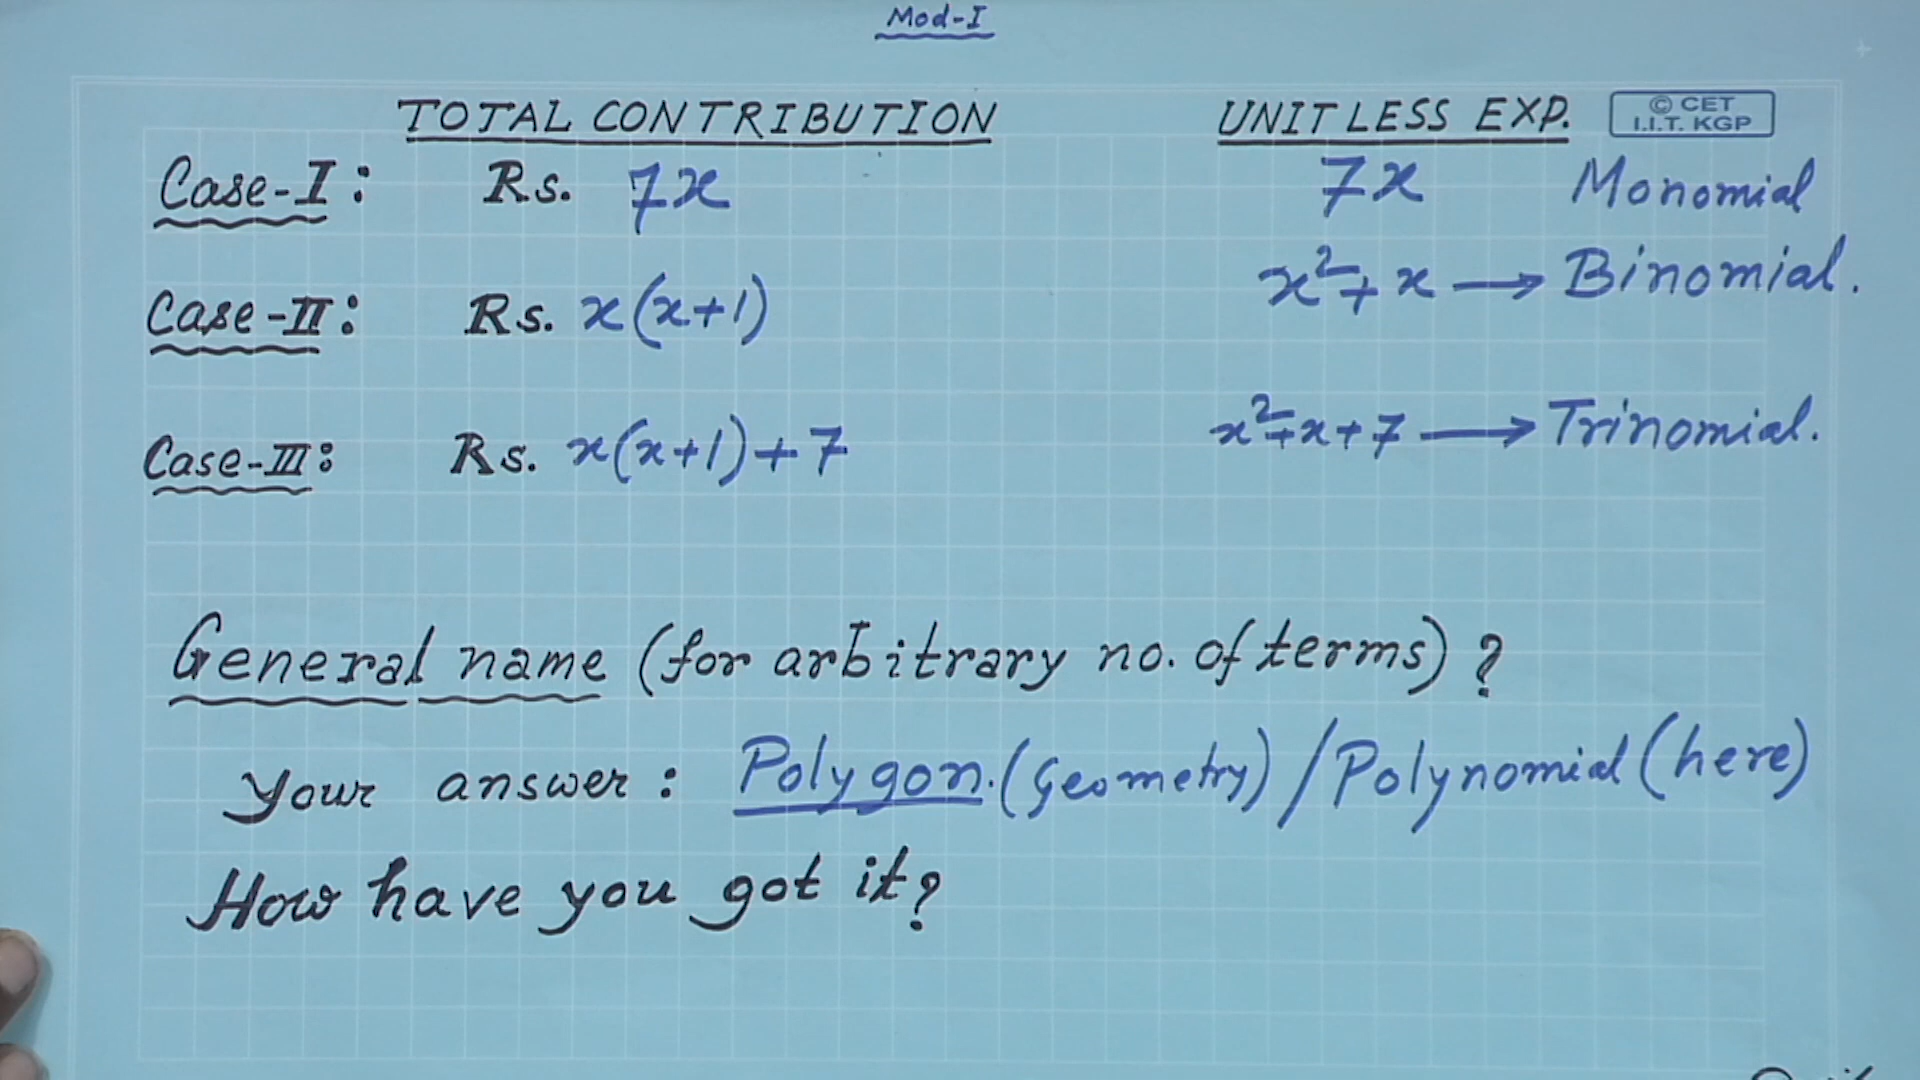 Mod-I
TOTAL CONTRIBUTION UNITLESS EXP. © CET
I.I.T. KGP
Case-I: Rs. 7x 7x Monomial
Case-II: Rs. x(x+1) x²+x → Binomial.
Case-III: Rs. x(x+1)+7 x²+x+7 → Trinomial.
General name (for arbitrary no. of terms)?
Your answer: Polygon. (Geometry) / Polynomial (here)
How have you got it?